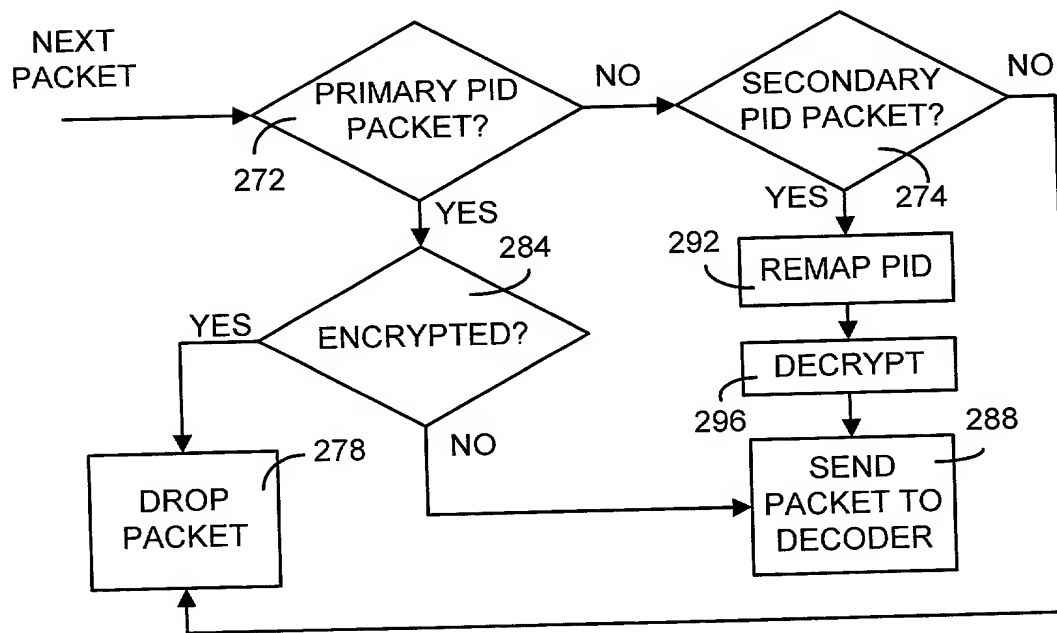 NEXT
PACKET
PRIMARY PID
PACKET?
272
NO
SECONDARY
PID PACKET?
274
NO
YES
YES
284
292
REMAP PID
YES
ENCRYPTED?
DECRYPT
296
NO
278
DROP
PACKET
288
SEND
PACKET TO
DECODER